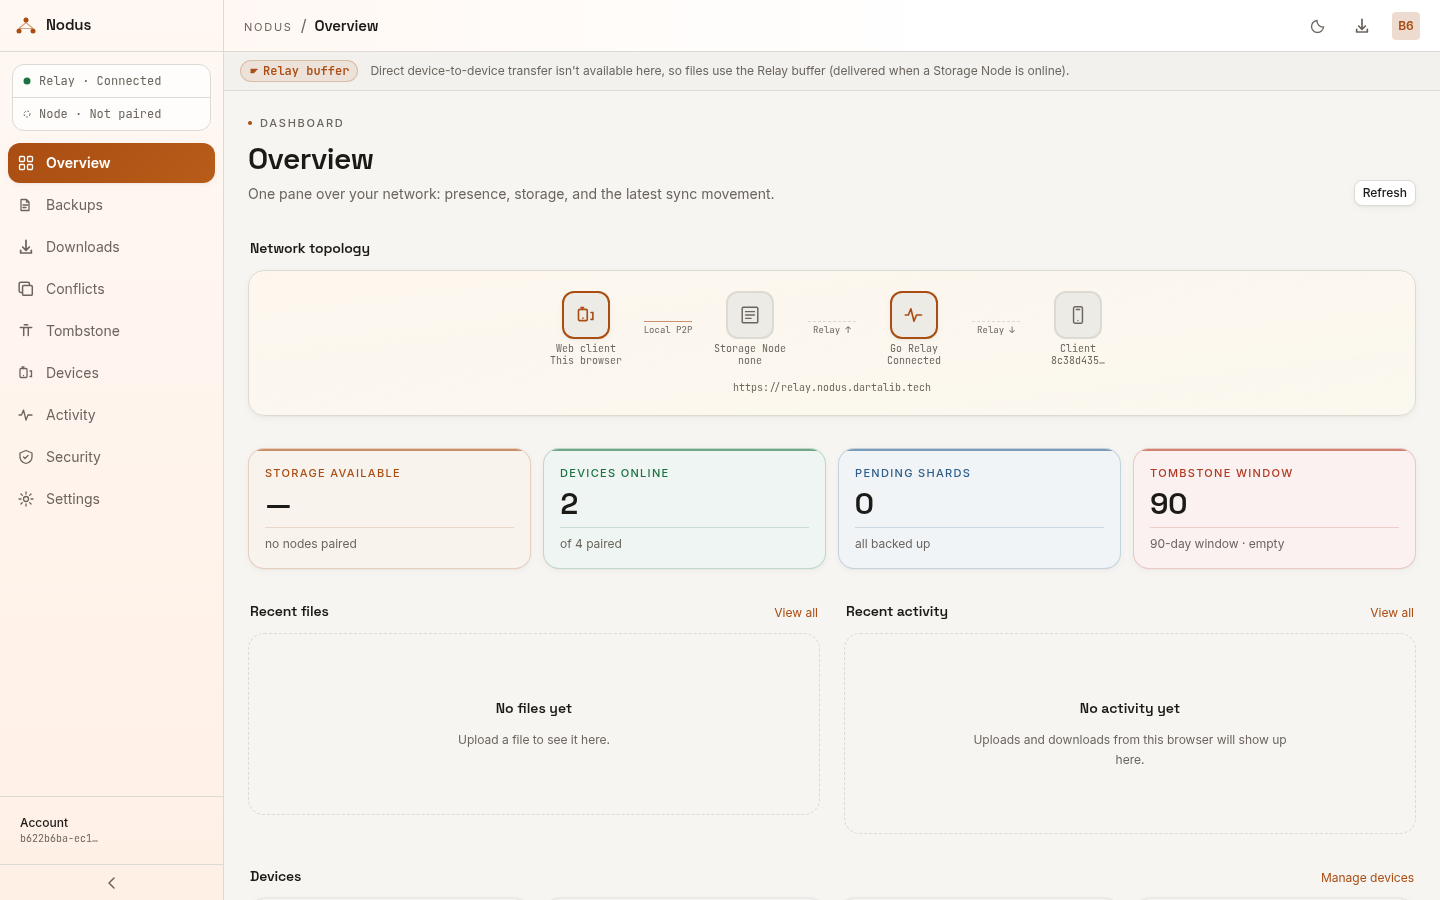 Nodus
NODUS / Overview
B6
Relay · Connected
Node · Not paired
Overview
Backups
Downloads
Conflicts
Tombstone
Devices
Activity
Security
Settings
Account
b622b6ba-ec1…
Relay buffer
Direct device-to-device transfer isn't available here, so files use the Relay buffer (delivered when a Storage Node is online).
DASHBOARD
Overview
One pane over your network: presence, storage, and the latest sync movement.
Refresh
Network topology
Web client
This browser
Local P2P
Storage Node
none
Relay ↑
Go Relay
Connected
Relay ↓
Client
8c38d435…
https://relay.nodus.dartalib.tech
STORAGE AVAILABLE
—
no nodes paired
DEVICES ONLINE
2
of 4 paired
PENDING SHARDS
0
all backed up
TOMBSTONE WINDOW
90
90-day window · empty
Recent files
View all
No files yet
Upload a file to see it here.
Recent activity
View all
No activity yet
Uploads and downloads from this browser will show up
here.
Devices
Manage devices